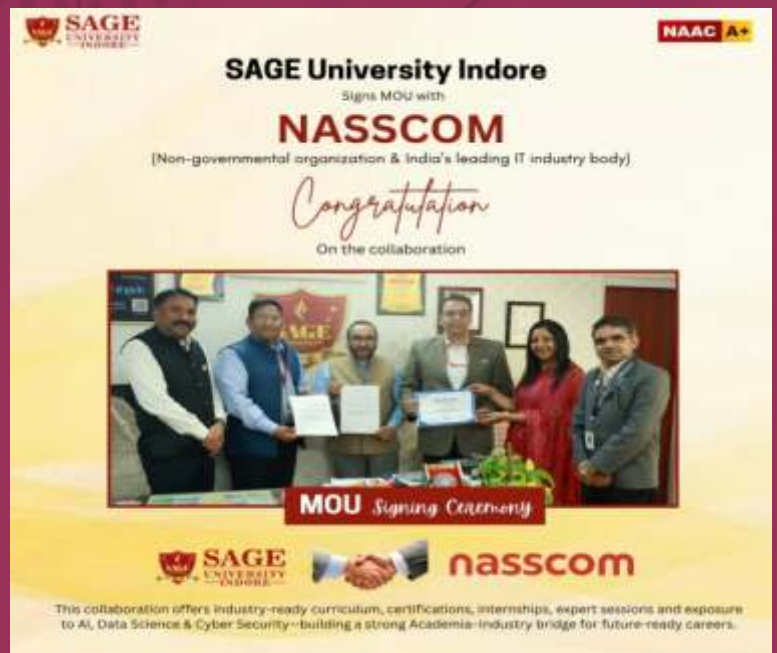 SAGE
UNIVERSITY
INDORE
NAAC A+
SAGE University Indore
Signs MOU with
NASSCOM
(Non-governmental organization & India's leading IT industry body)
Congratulation
On the collaboration
SAGE
MOU Signing Ceremony
SAGE
UNIVERSITY
INDORE
nasscom
This collaboration offers industry-ready curriculum, certifications, internships, expert sessions and exposure
to AI, Data Science & Cyber Security--building a strong Academia-Industry bridge for future-ready careers.